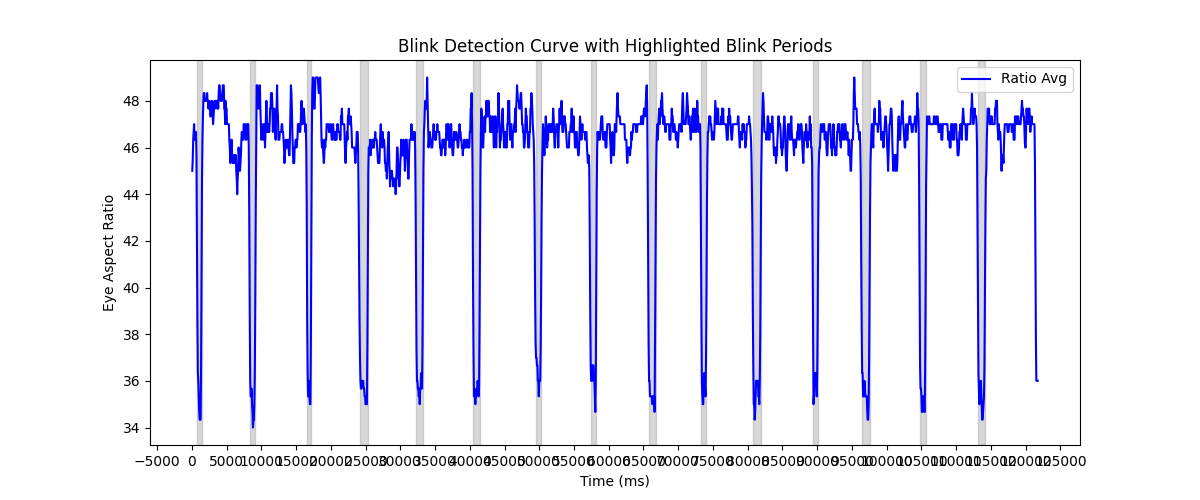 Blink Detection Curve with Highlighted Blink Periods
Ratio Avg
Eye Aspect Ratio
48
46
44
42
40
38
36
34
−5000 0 5000 10000 15000 20000 25000 30000 35000 40000 45000 50000 55000 60000 65000 70000 75000 80000 85000 90000 95000 100000 105000 110000 115000 120000 125000
Time (ms)